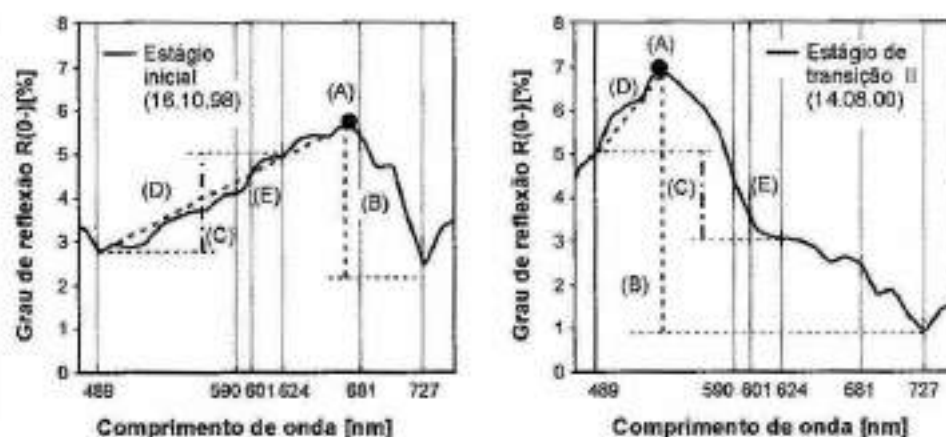 8
7
6
5
4
3
2
1
0
Grau de reflexão R(0-)[%]
Estágio
inicial
(16.10.98)
(A)
(D)
(E)
(B)
(C)
489
590
601
624
681
727
Comprimento de onda [nm]
8
7
6
5
4
3
2
1
0
Grau de reflexão R(0-)[%]
Estágio de
transição II
(14.08.00)
(A)
(D)
(C)
(E)
(B)
489
590
601
624
681
727
Comprimento de onda [nm]